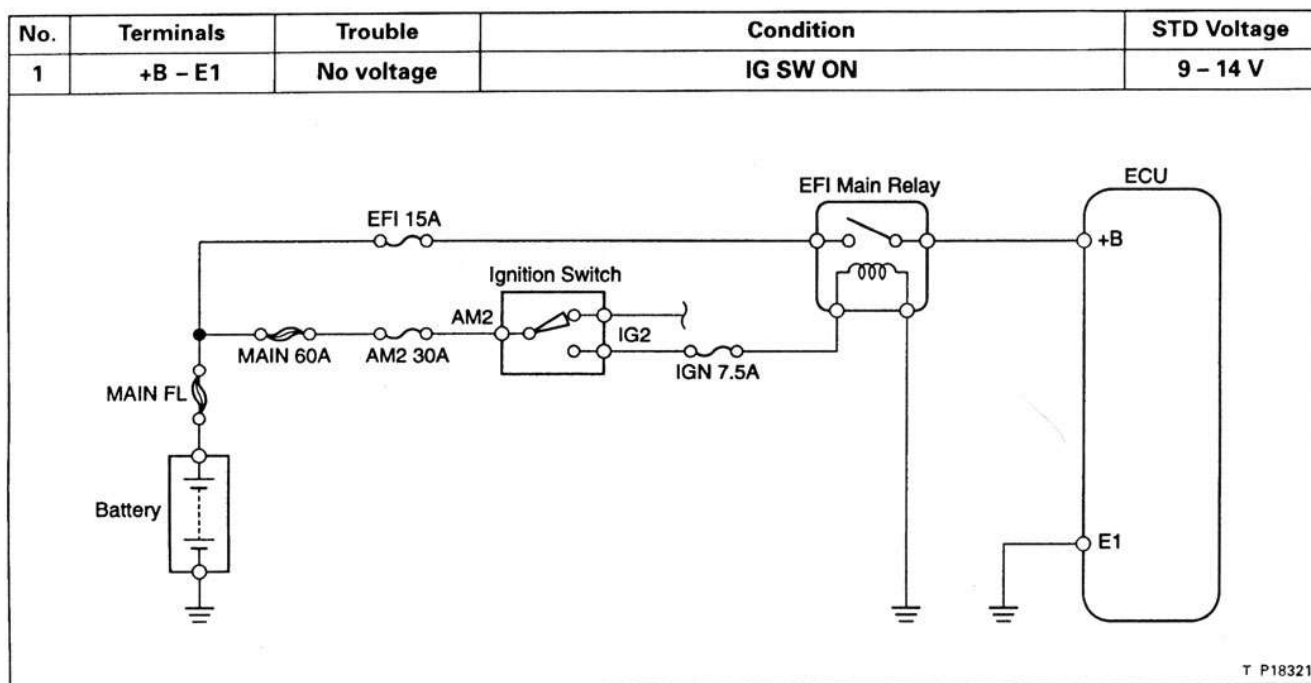 No. Terminals Trouble Condition STD Voltage
1 +B – E1 No voltage IG SW ON 9 – 14 V
ECU
EFI Main Relay
EFI 15A
+B
Ignition Switch
AM2
IG2
MAIN 60A AM2 30A
IGN 7.5A
MAIN FL
Battery
E1
T P18321